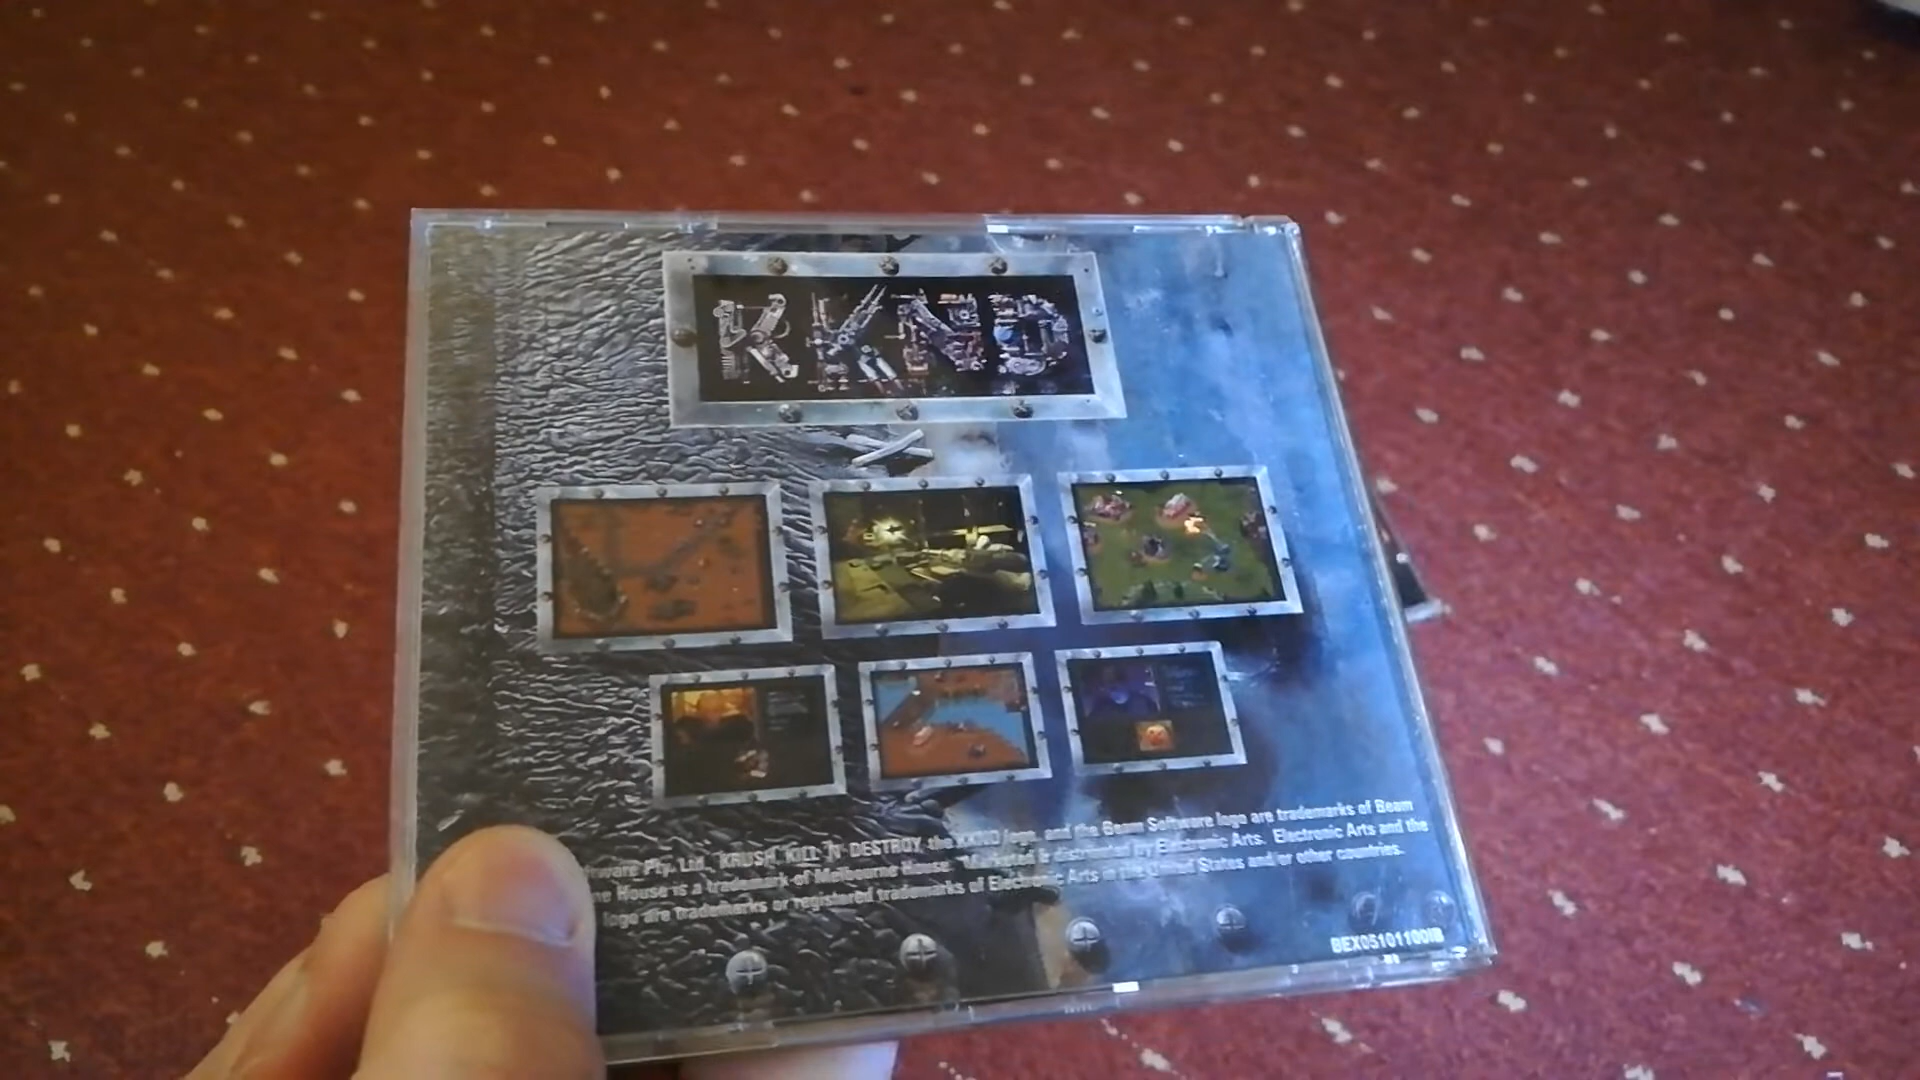 KKND
tware Pty. Ltd. KRUSH KILL 'N' DESTROY the KKND logo, and the Beam Software logo are trademarks of Beam
ne House is a trademark of Melbourne House. Marketed & distributed by Electronic Arts. Electronic Arts and the
logo are trademarks or registered trademarks of Electronic Arts in the United States and/or other countries.
BEX05101100IB